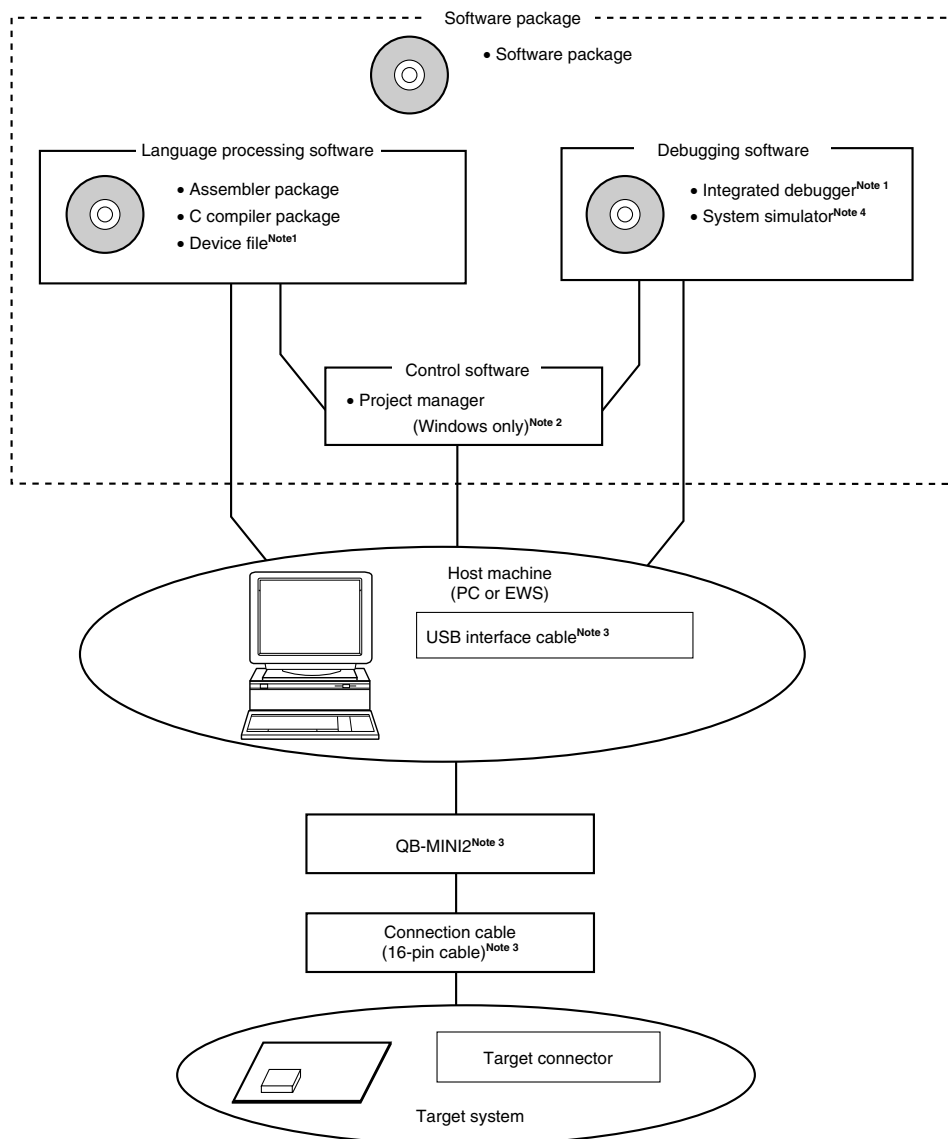 Software package
• Software package
Language processing software
• Assembler package
• C compiler package
• Device fileNote1
Debugging software
• Integrated debuggerNote 1
• System simulatorNote 4
Control software
• Project manager
(Windows only)Note 2
Host machine
(PC or EWS)
USB interface cableNote 3
QB-MINI2Note 3
Connection cable
(16-pin cable)Note 3
Target connector
Target system